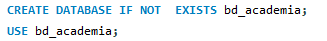 CREATE DATABASE IF NOT  EXISTS bd_academia;
USE bd_academia;